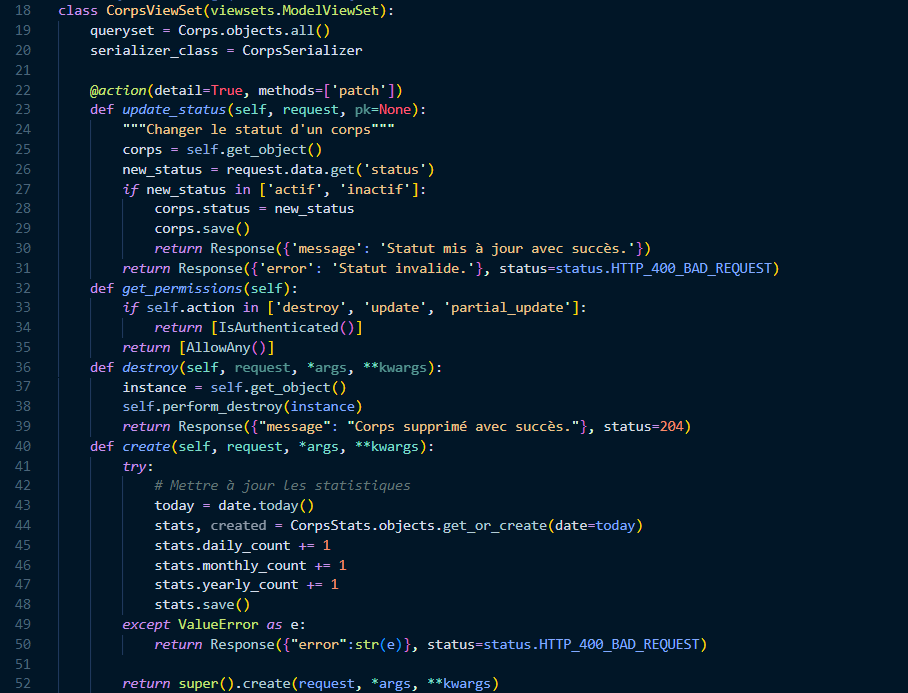 18 class CorpsViewSet(viewsets.ModelViewSet):
19     queryset = Corps.objects.all()
20     serializer_class = CorpsSerializer
21
22     @action(detail=True, methods=['patch'])
23     def update_status(self, request, pk=None):
24         """Changer le statut d'un corps"""
25         corps = self.get_object()
26         new_status = request.data.get('status')
27         if new_status in ['actif', 'inactif']:
28             corps.status = new_status
29             corps.save()
30             return Response({'message': 'Statut mis à jour avec succès.'})
31         return Response({'error': 'Statut invalide.'}, status=status.HTTP_400_BAD_REQUEST)
32     def get_permissions(self):
33         if self.action in ['destroy', 'update', 'partial_update']:
34             return [IsAuthenticated()]
35         return [AllowAny()]
36     def destroy(self, request, *args, **kwargs):
37         instance = self.get_object()
38         self.perform_destroy(instance)
39         return Response({"message": "Corps supprimé avec succès."}, status=204)
40     def create(self, request, *args, **kwargs):
41         try:
42             # Mettre à jour les statistiques
43             today = date.today()
44             stats, created = CorpsStats.objects.get_or_create(date=today)
45             stats.daily_count += 1
46             stats.monthly_count += 1
47             stats.yearly_count += 1
48             stats.save()
49         except ValueError as e:
50             return Response({"error":str(e)}, status=status.HTTP_400_BAD_REQUEST)
51
52         return super().create(request, *args, **kwargs)